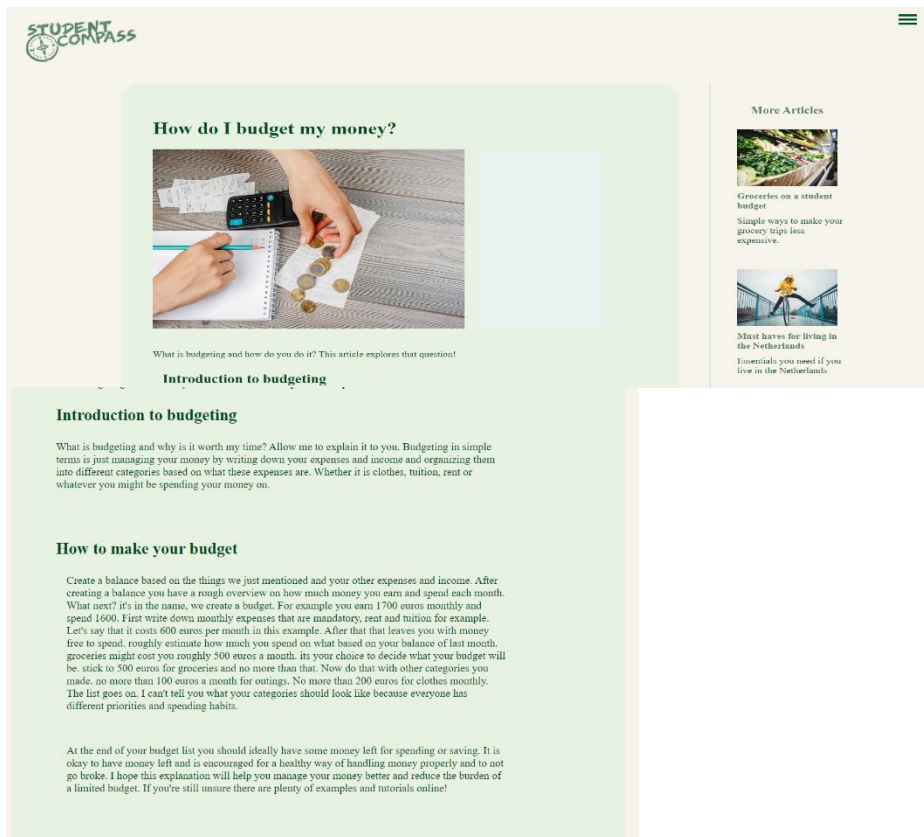 STUDENT
COMPASS
How do I budget my money?
What is budgeting and how do you do it? This article explores that question!
Introduction to budgeting
More Articles
Groceries on a student
budget
Simple ways to make your
grocery trips less
expensive.
Must haves for living in
the Netherlands
Essentials you need if you
live in the Netherlands
Introduction to budgeting
What is budgeting and why is it worth my time? Allow me to explain it to you. Budgeting in simple
terms is just managing your money by writing down your expenses and income and organizing them
into different categories based on what these expenses are. Whether it is clothes, tuition, rent or
whatever you might be spending your money on.
How to make your budget
Create a balance based on the things we just mentioned and your other expenses and income. After
creating a balance you have a rough overview on how much money you earn and spend each month.
What next? it's in the name, we create a budget. For example you earn 1700 euros monthly and
spend 1600. First write down monthly expenses that are mandatory, rent and tuition for example.
Let's say that it costs 600 euros per month in this example. After that that leaves you with money
free to spend. roughly estimate how much you spend on what based on your balance of last month.
groceries might cost you roughly 500 euros a month. its your choice to decide what your budget will
be. stick to 500 euros for groceries and no more than that. Now do that with other categories you
made. no more than 100 euros a month for outings. No more than 200 euros for clothes monthly.
The list goes on. I can't tell you what your categories should look like because everyone has
different priorities and spending habits.
At the end of your budget list you should ideally have some money left for spending or saving. It is
okay to have money left and is encouraged for a healthy way of handling money properly and to not
go broke. I hope this explanation will help you manage your money better and reduce the burden of
a limited budget. If you're still unsure there are plenty of examples and tutorials online!